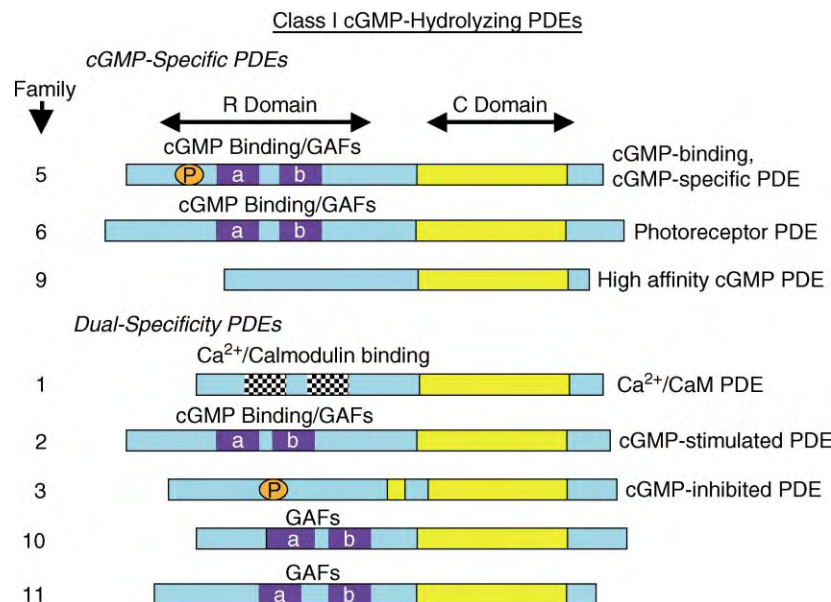 Class I cGMP-Hydrolyzing PDEs
cGMP-Specific PDEs
Family
R Domain
C Domain
cGMP Binding/GAFs
5
P
a
b
cGMP-binding,
cGMP-specific PDE
cGMP Binding/GAFs
6
a
b
Photoreceptor PDE
9
High affinity cGMP PDE
Dual-Specificity PDEs
Ca²⁺/Calmodulin binding
1
Ca²⁺/CaM PDE
cGMP Binding/GAFs
2
a
b
cGMP-stimulated PDE
3
P
cGMP-inhibited PDE
GAFs
10
a
b
GAFs
11
a
b